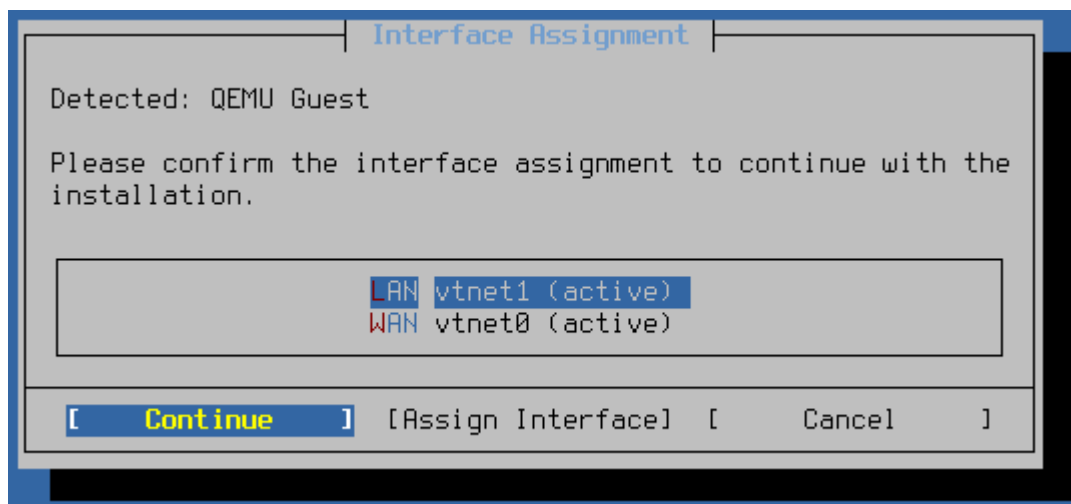 Interface Assignment
Detected: QEMU Guest
Please confirm the interface assignment to continue with the
installation.
LAN vtnet1 (active)
WAN vtnet0 (active)
[ Continue ] [Assign Interface] [ Cancel ]